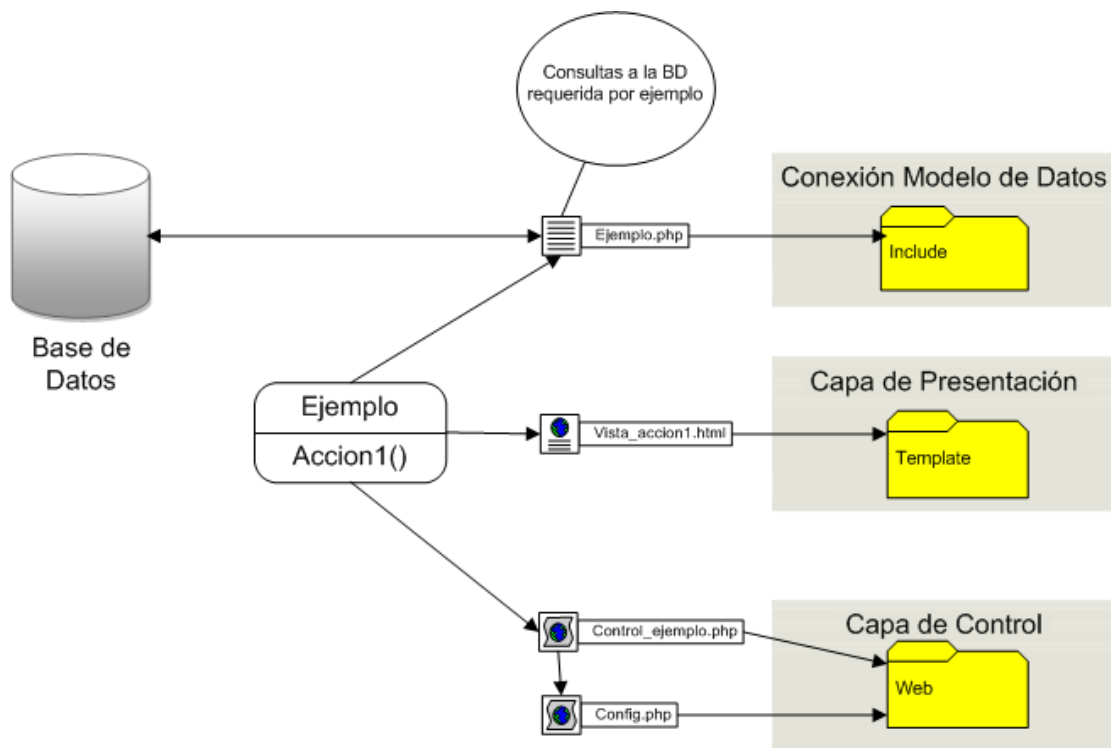 Consultas a la BD
requerida por ejemplo
Conexión Modelo de Datos
Ejemplo.php
Include
Base de
Datos
Capa de Presentación
Ejemplo
Accion1()
Vista_accion1.html
Template
Capa de Control
Control_ejemplo.php
Web
Config.php